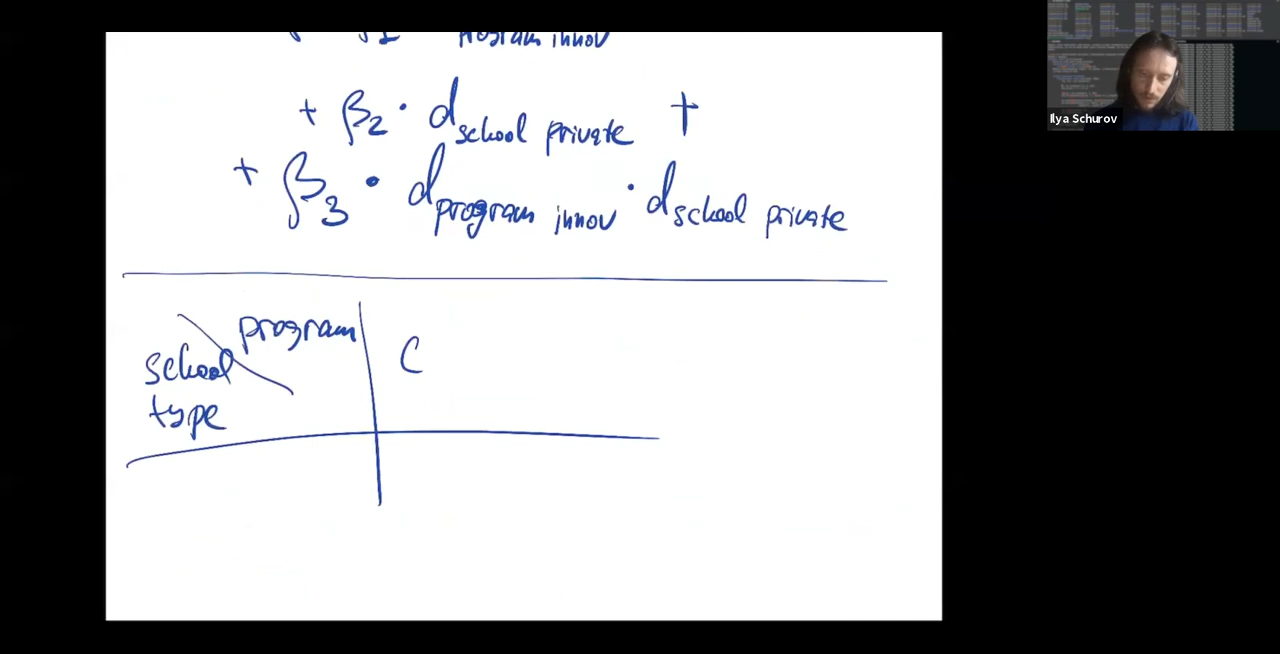 program innov
+ β₂ · d school private +
+ β₃ · d program innov · d school private
program
school
type
C
Ilya Schurov